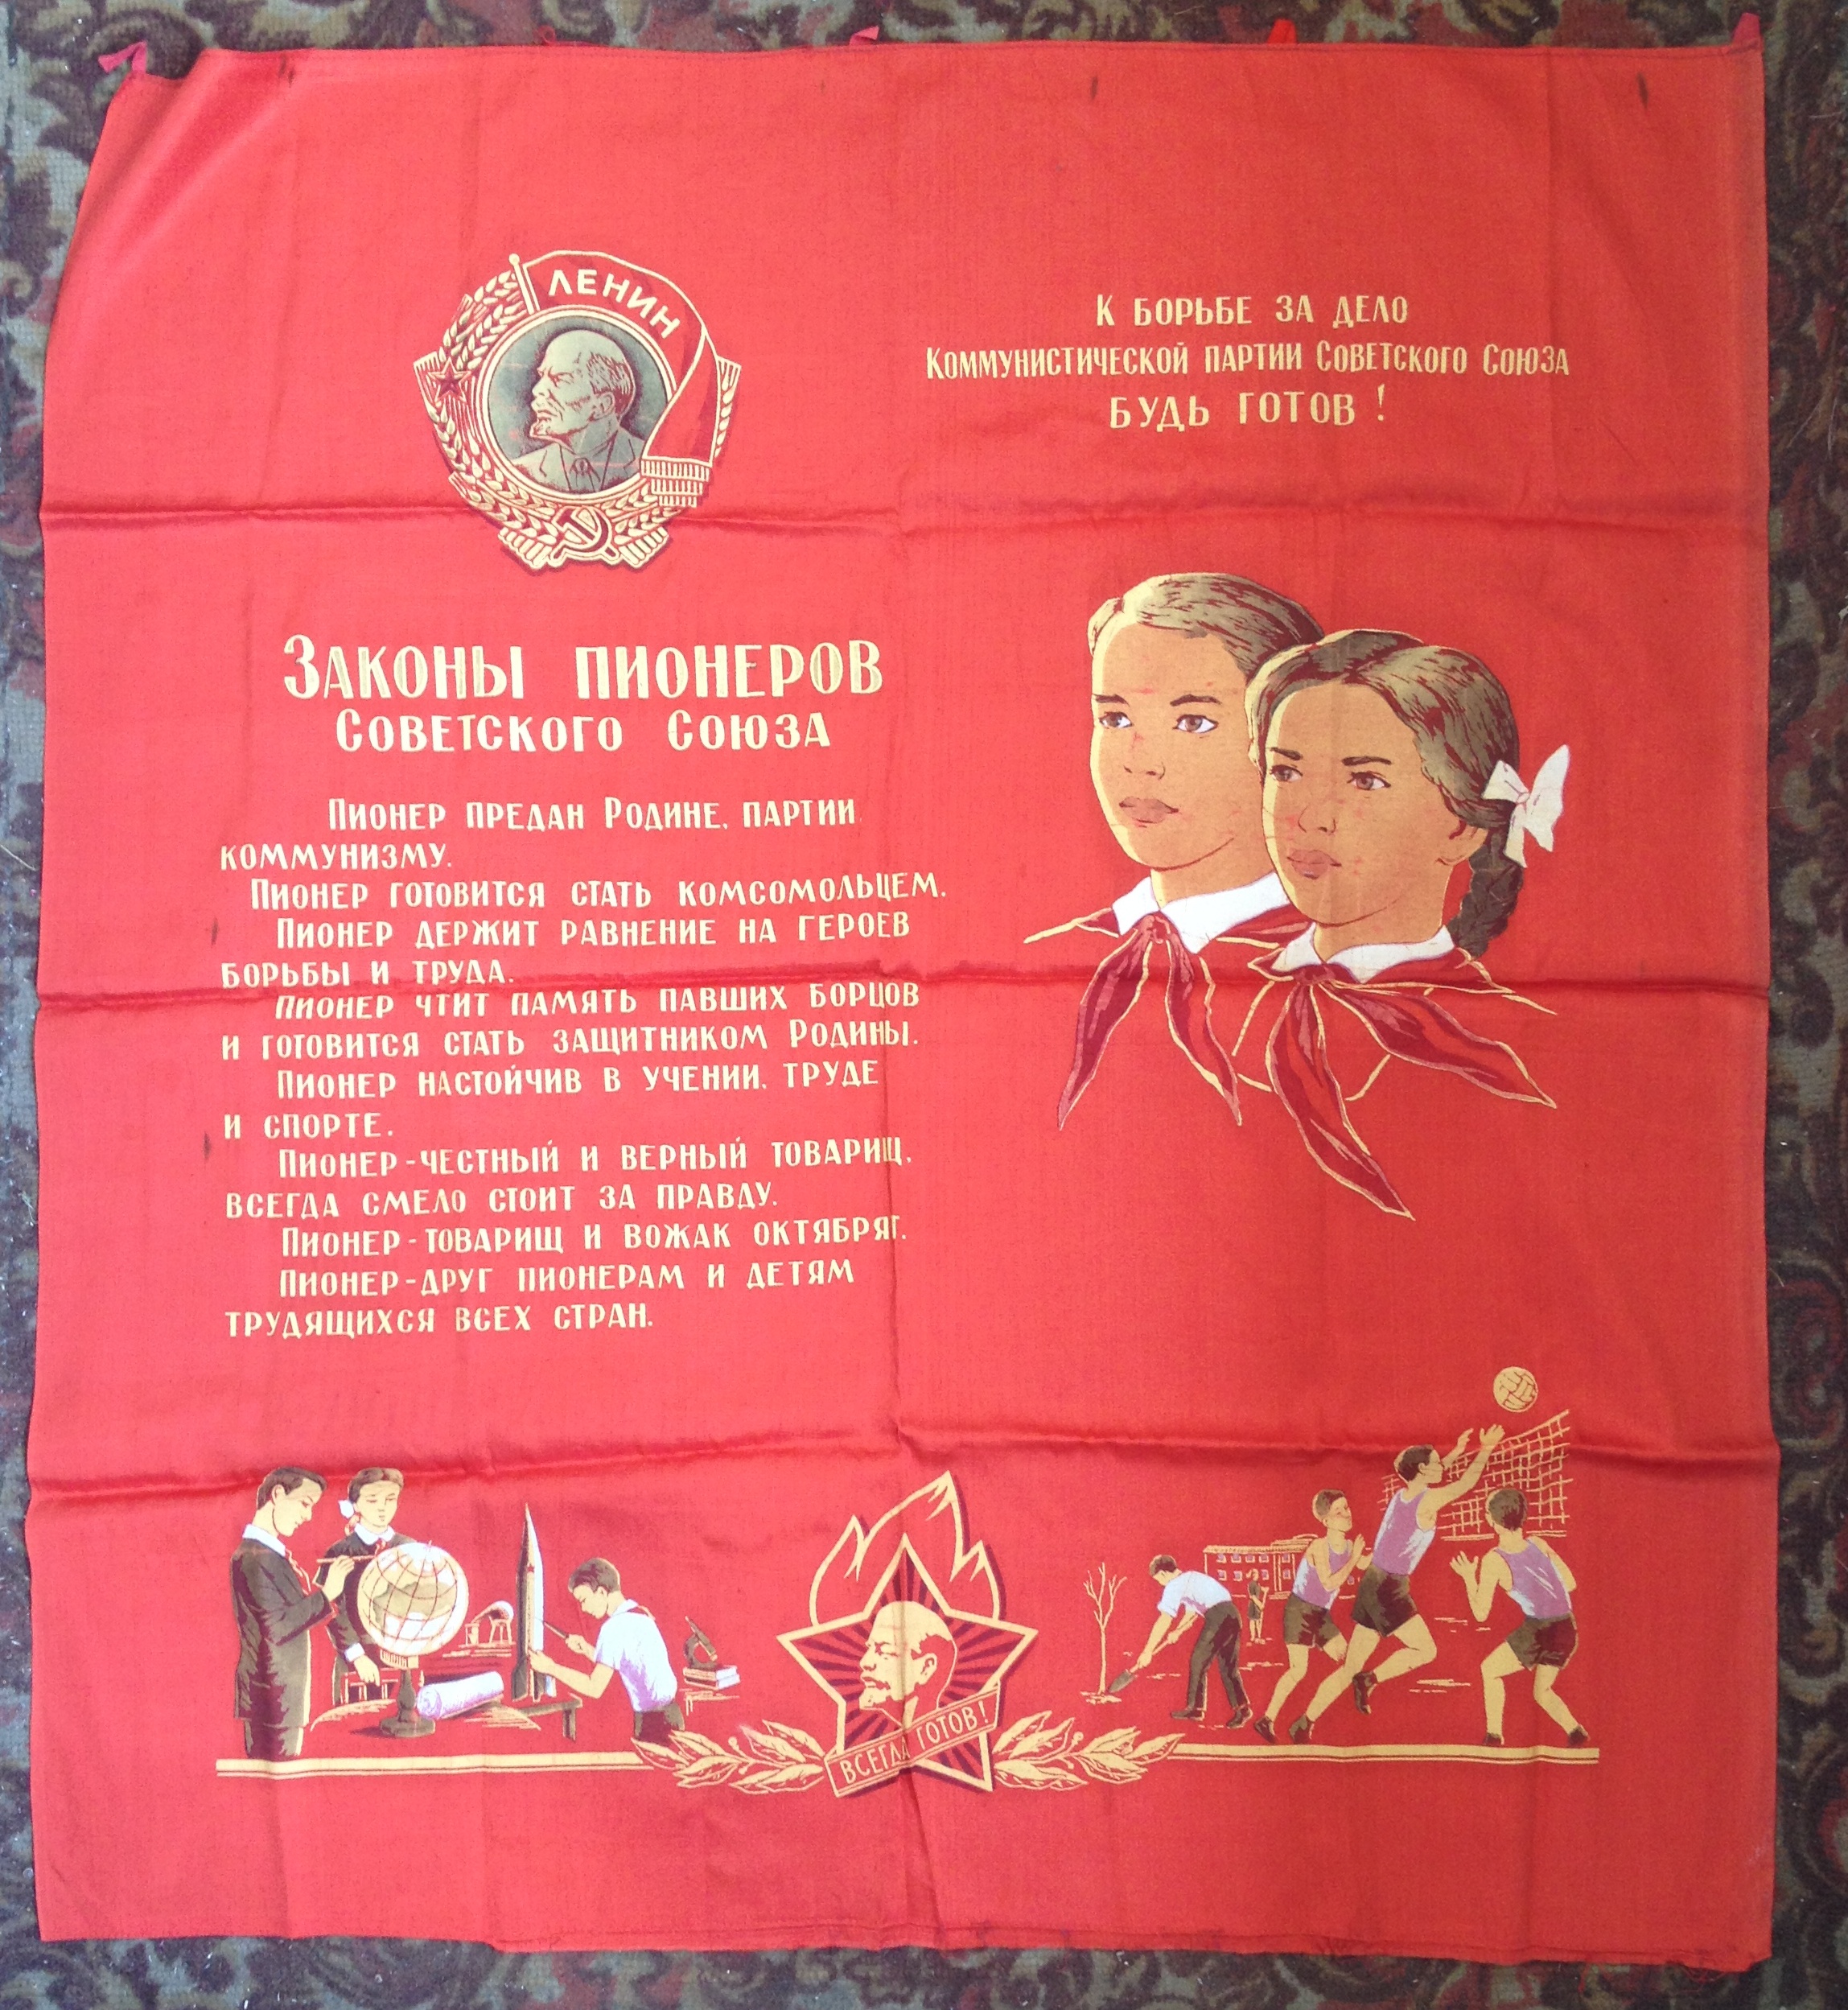 ЛЕНИН
К БОРЬБЕ ЗА ДЕЛО
КОММУНИСТИЧЕСКОЙ ПАРТИИ СОВЕТСКОГО СОЮЗА
БУДЬ ГОТОВ!
ЗАКОНЫ ПИОНЕРОВ
СОВЕТСКОГО СОЮЗА
ПИОНЕР ПРЕДАН РОДИНЕ, ПАРТИИ,
КОММУНИЗМУ.
ПИОНЕР ГОТОВИТСЯ СТАТЬ КОМСОМОЛЬЦЕМ.
ПИОНЕР ДЕРЖИТ РАВНЕНИЕ НА ГЕРОЕВ
БОРЬБЫ И ТРУДА.
ПИОНЕР ЧТИТ ПАМЯТЬ ПАВШИХ БОРЦОВ
И ГОТОВИТСЯ СТАТЬ ЗАЩИТНИКОМ РОДИНЫ.
ПИОНЕР НАСТОЙЧИВ В УЧЕНИИ, ТРУДЕ
И СПОРТЕ.
ПИОНЕР-ЧЕСТНЫЙ И ВЕРНЫЙ ТОВАРИЩ,
ВСЕГДА СМЕЛО СТОИТ ЗА ПРАВДУ.
ПИОНЕР-ТОВАРИЩ И ВОЖАК ОКТЯБРЯТ.
ПИОНЕР-ДРУГ ПИОНЕРАМ И ДЕТЯМ
ТРУДЯЩИХСЯ ВСЕХ СТРАН.
ВСЕГДА ГОТОВ!